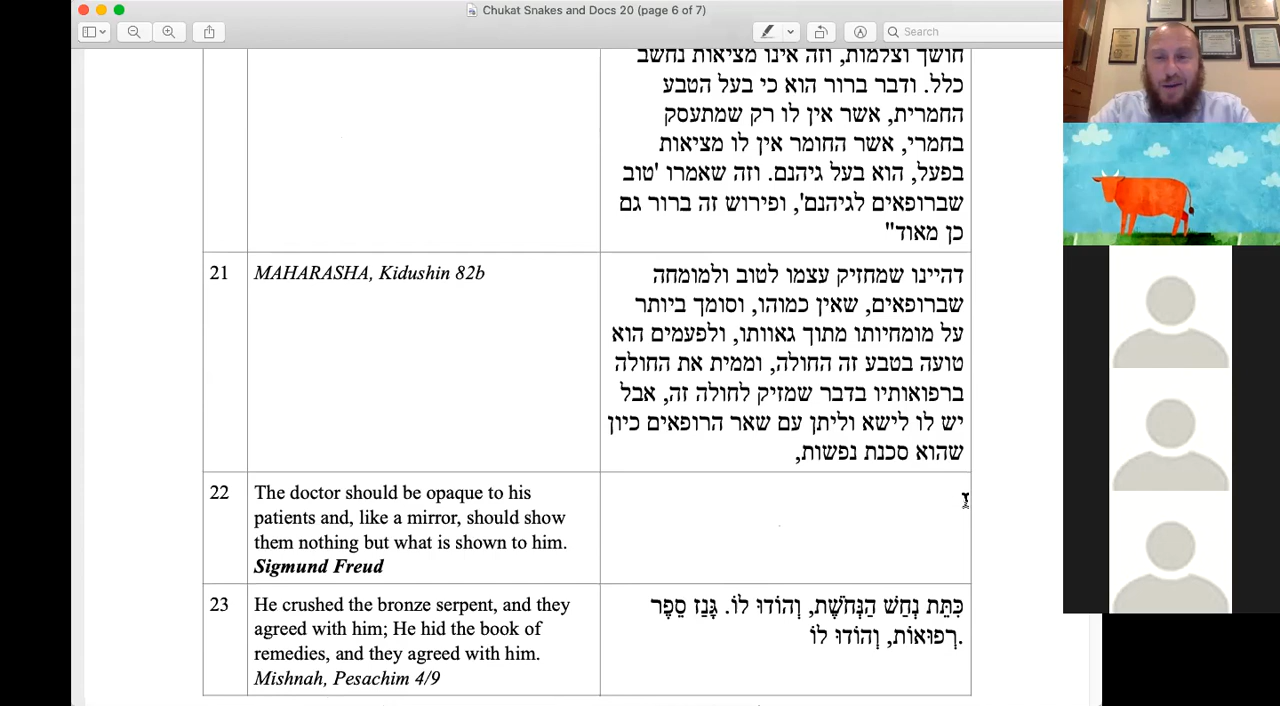 Chukat Snakes and Docs 20 (page 6 of 7)
Search
חושך וצלמות, וזה אינו מציאות נחשב
כלל. ודבר ברור הוא כי בעל הטבע
החמרית, אשר אין לו רק שמתעסק
בחמרי, אשר החומר אין לו מציאות
בפעל, הוא בעל גיהנם. וזה שאמרו 'טוב
שברופאים לגיהנם', ופירוש זה ברור גם
כן מאוד"
21
MAHARASHA, Kidushin 82b
דהיינו שמחזיק עצמו לטוב ולמומחה
שברופאים, שאין כמוהו, וסומך ביותר
על מומחיותו מתוך גאוותו, ולפעמים הוא
טועה בטבע זה החולה, וממית את החולה
ברפואותיו בדבר שמזיק לחולה זה, אבל
יש לו לישא וליתן עם שאר הרופאים כיון
שהוא סכנת נפשות,
22
The doctor should be opaque to his
patients and, like a mirror, should show
them nothing but what is shown to him.
Sigmund Freud
23
He crushed the bronze serpent, and they
agreed with him; He hid the book of
remedies, and they agreed with him.
Mishnah, Pesachim 4/9
כִּתֵּת נְחַשׁ הַנְּחֹשֶׁת, וְהוֹדוּ לוֹ. גָּנַז סֵפֶר
רְפוּאוֹת, וְהוֹדוּ לוֹ.